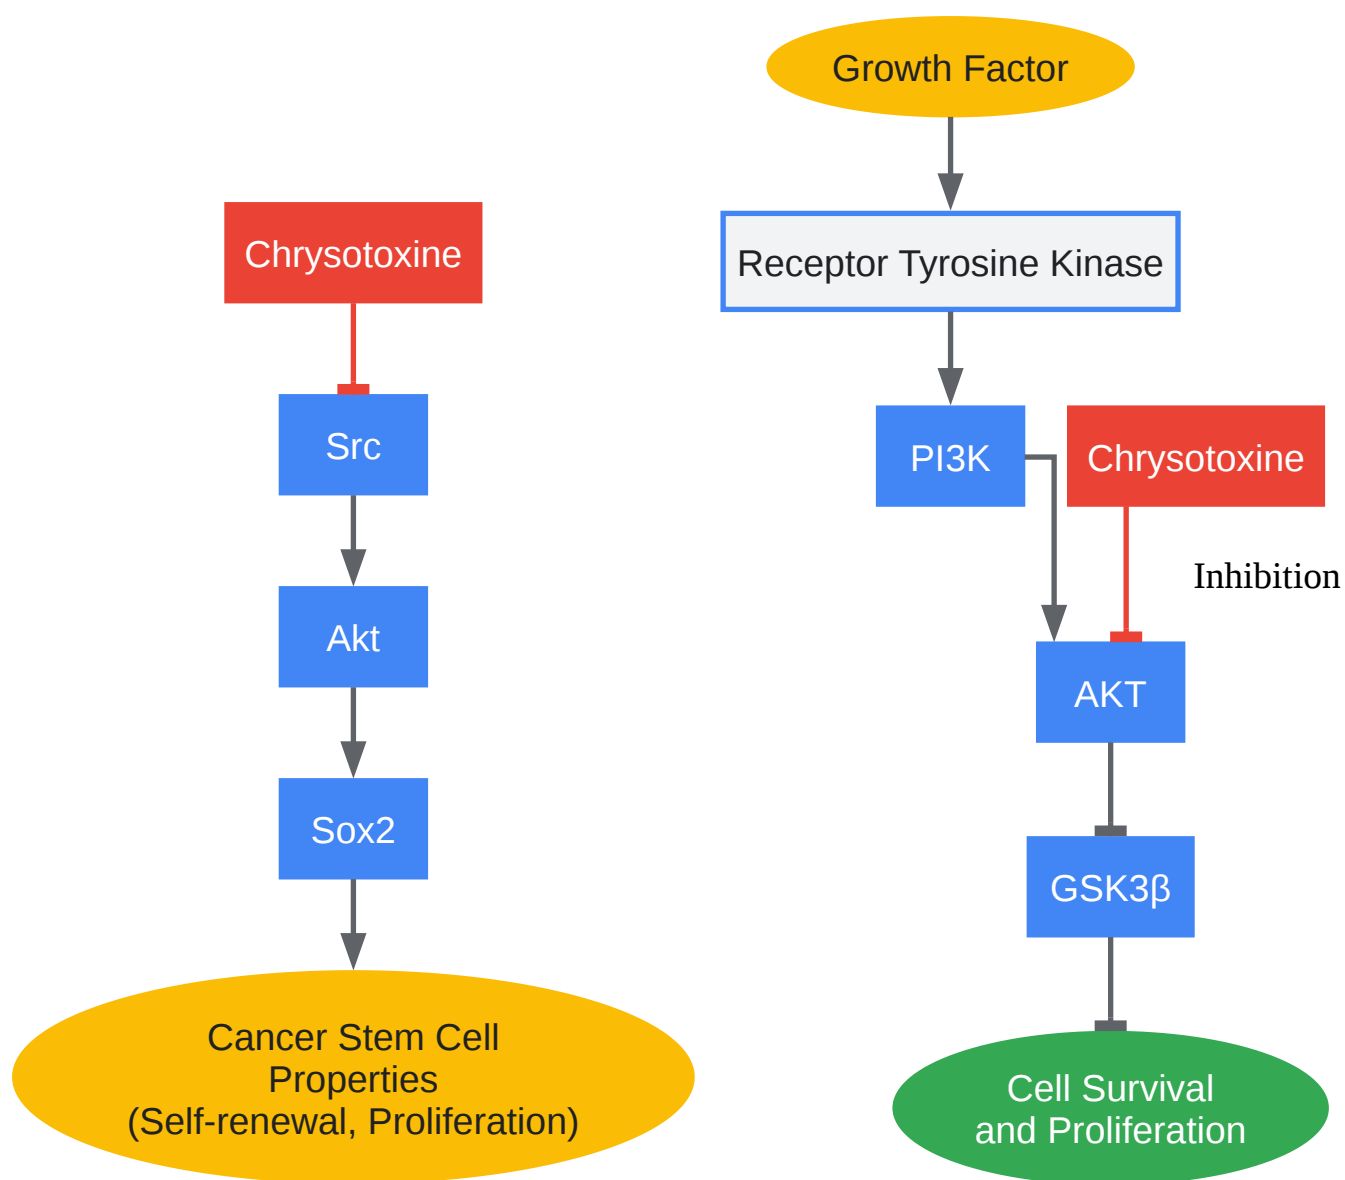 Growth Factor
Chrysotoxine
Receptor Tyrosine Kinase
Src
PI3K
Chrysotoxine
Inhibition
Akt
AKT
Sox2
GSK3β
Cancer Stem Cell
Properties
(Self-renewal, Proliferation)
Cell Survival
and Proliferation